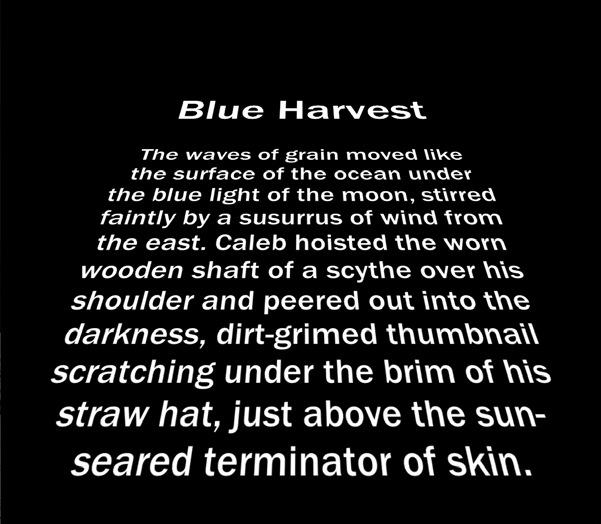 Blue Harvest
The waves of grain moved like
the surface of the ocean under
the blue light of the moon, stirred
faintly by a susurrus of wind from
the east. Caleb hoisted the worn
wooden shaft of a scythe over his
shoulder and peered out into the
darkness, dirt-grimed thumbnail
scratching under the brim of his
straw hat, just above the sun-
seared terminator of skin.